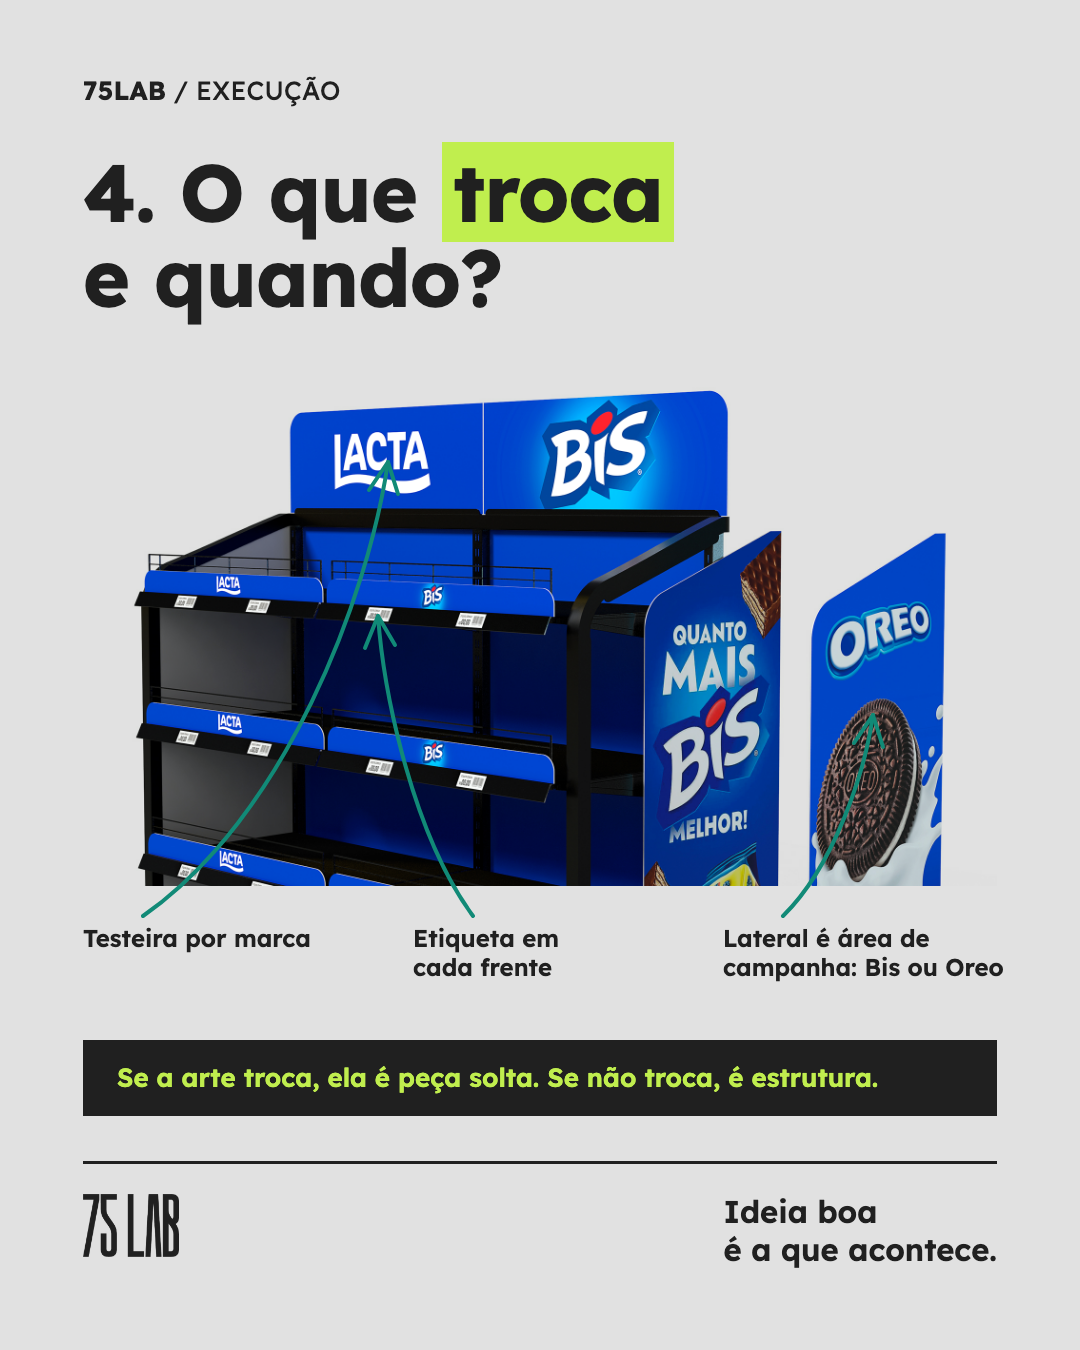 75LAB / EXECUÇÃO
4. O que troca
e quando?
LACTA
BiS
LACTA
BiS
LACTA
BiS
LACTA
QUANTO
MAIS
BiS
MELHOR!
OREO
OREO
Testeira por marca
Etiqueta em
cada frente
Lateral é área de
campanha: Bis ou Oreo
Se a arte troca, ela é peça solta. Se não troca, é estrutura.
75 LAB
Ideia boa
é a que acontece.